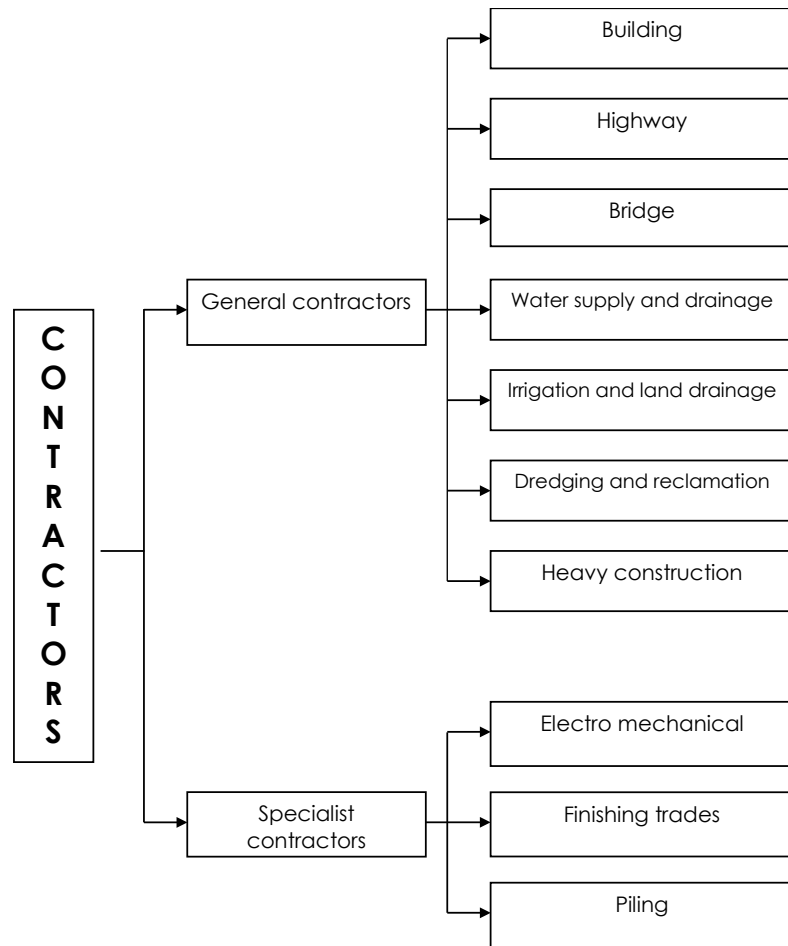 CONTRACTORS
General contractors
Building
Highway
Bridge
Water supply and drainage
Irrigation and land drainage
Dredging and reclamation
Heavy construction
Specialist
contractors
Electro mechanical
Finishing trades
Piling